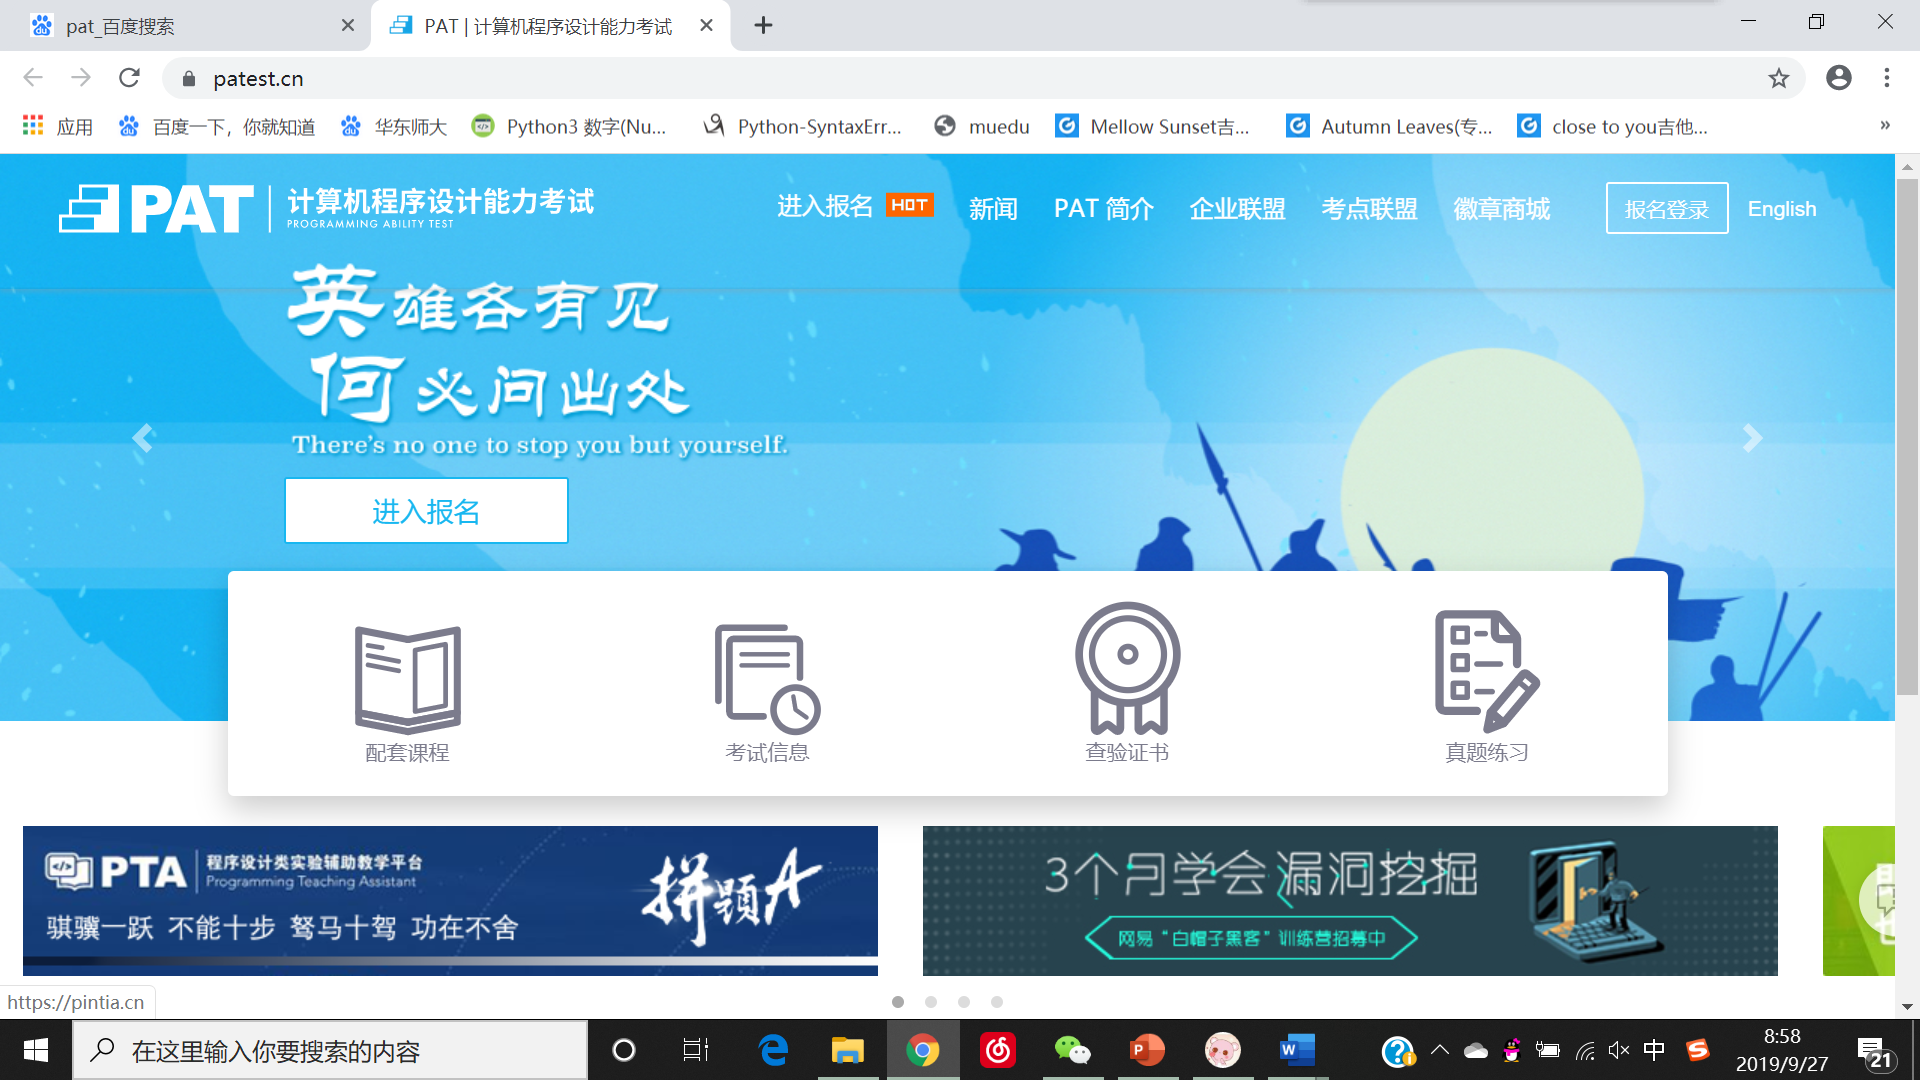 pat_百度搜索
PAT | 计算机程序设计能力考试
patest.cn
应用
百度一下，你就知道
华东师大
Python3 数字(Nu...
Python-SyntaxErr...
muedu
Mellow Sunset吉...
Autumn Leaves(专...
close to you吉他...
»
PAT
计算机程序设计能力考试
PROGRAMMING ABILITY TEST
进入报名 HOT
新闻
PAT 简介
企业联盟
考点联盟
徽章商城
报名登录
English
英雄各有见
何必问出处
There's no one to stop you but yourself.
进入报名
配套课程
考试信息
查验证书
真题练习
PTA
程序设计类实验辅助教学平台
Programming Teaching Assistant
骐骥一跃 不能十步 驽马十驾 功在不舍
拼题A
3个月学会漏洞挖掘
网易“白帽子黑客”训练营招募中
https://pintia.cn
在这里输入你要搜索的内容
中
8:58
2019/9/27
21